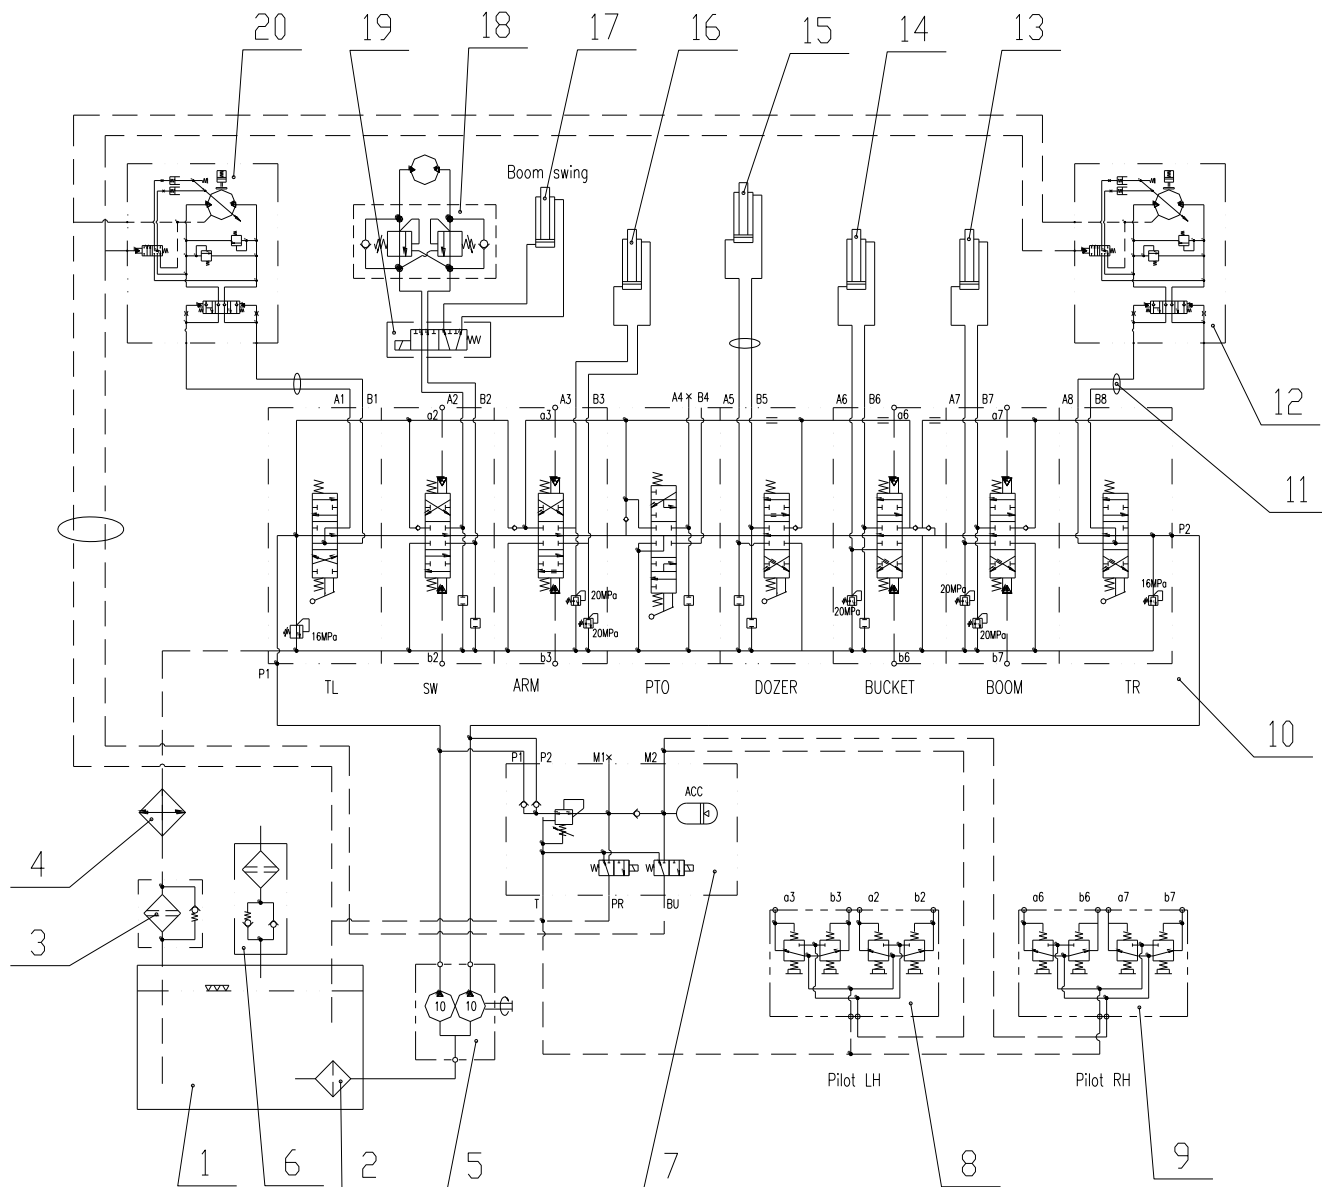 20 19 18 17 16 15 14 13
Boom swing
12
A1 B1 A2 B2 A3 B3 A4 B4 A5 B5 A6 B6 A7 B7 A8 B8
a2 a3 a6 a7
11
P2
20MPa 20MPa 20MPa 16MPa
20MPa 20MPa
16MPa
b2 b3 b6 b7
P1
TL SW ARM PTO DOZER BUCKET BOOM TR
10
P1 P2 M1 M2
ACC
4
T PR BU
a3 b3 a2 b2 a6 b6 a7 b7
3
10 10
Pilot LH Pilot RH
1 6 2 5 7 8 9